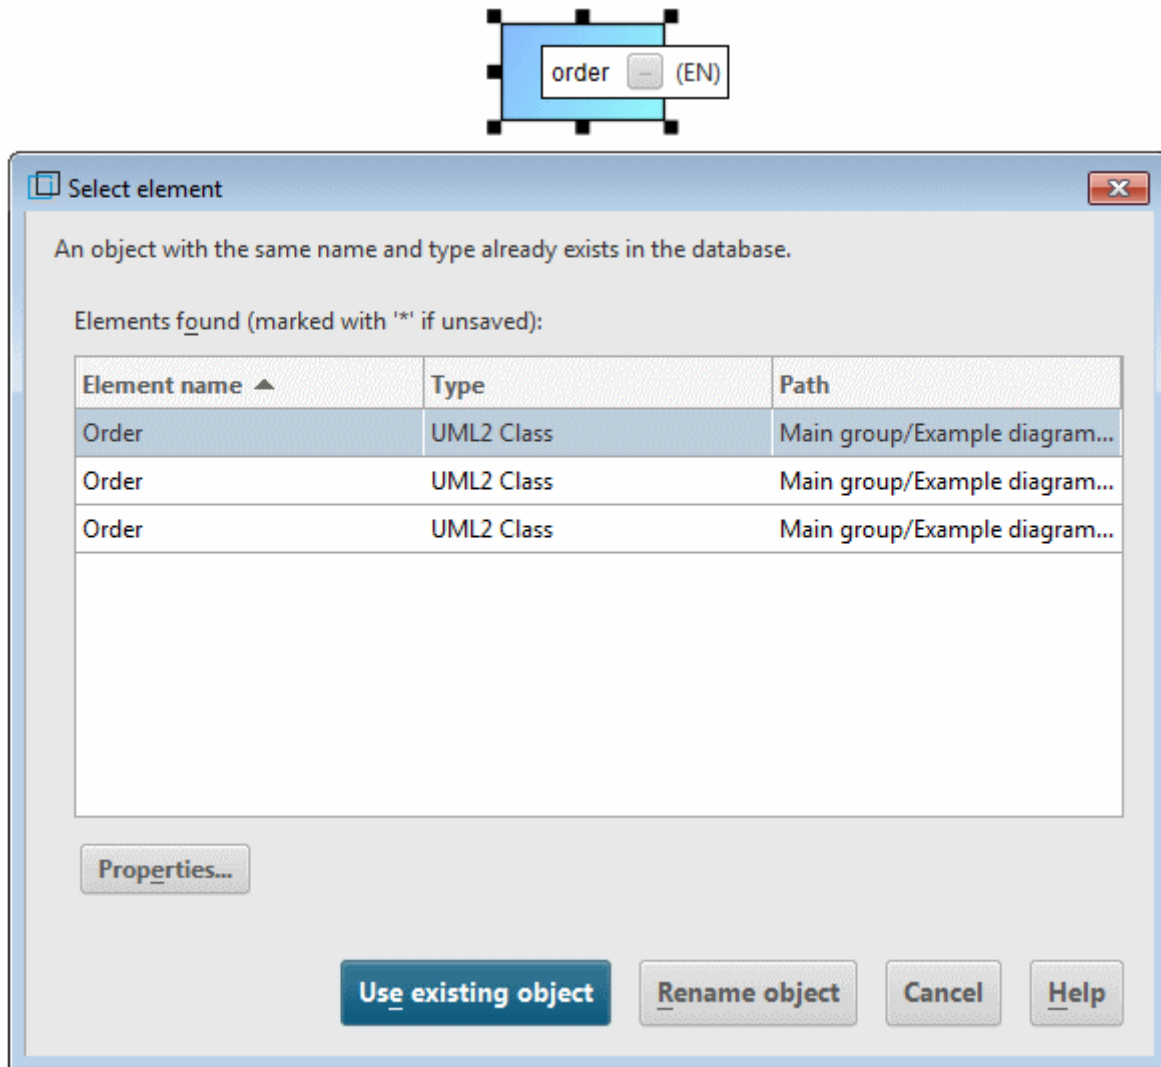 order – (EN)
Select element
An object with the same name and type already exists in the database.
Elements found (marked with '*' if unsaved):
Element name Type Path
Order UML2 Class Main group/Example diagram...
Order UML2 Class Main group/Example diagram...
Order UML2 Class Main group/Example diagram...
Properties...
Use existing object Rename object Cancel Help